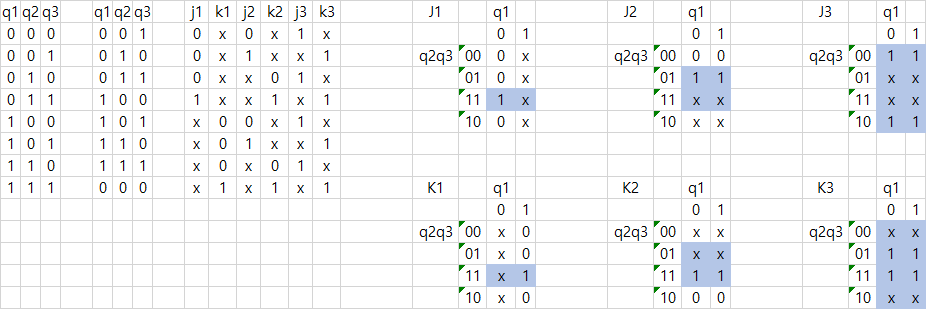 q1 q2 q3 q1 q2 q3 j1 k1 j2 k2 j3 k3 J1 q1 J2 q1 J3 q1
0 0 0 0 0 1 0 x 0 x 1 x 0 1 0 1 0 1
0 0 1 0 1 0 0 x 1 x x 1 q2q3 00 0 x q2q3 00 0 0 q2q3 00 1 1
0 1 0 0 1 1 0 x x 0 1 x 01 0 x 01 1 1 01 x x
0 1 1 1 0 0 1 x x 1 x 1 11 1 x 11 x x 11 x x
1 0 0 1 0 1 x 0 0 x 1 x 10 0 x 10 x x 10 1 1
1 0 1 1 1 0 x 0 1 x x 1
1 1 0 1 1 1 x 0 x 0 1 x
1 1 1 0 0 0 x 1 x 1 x 1 K1 q1 K2 q1 K3 q1
0 1 0 1 0 1
q2q3 00 x 0 q2q3 00 x x q2q3 00 x x
01 x 0 01 x x 01 1 1
11 x 1 11 1 1 11 1 1
10 x 0 10 0 0 10 x x